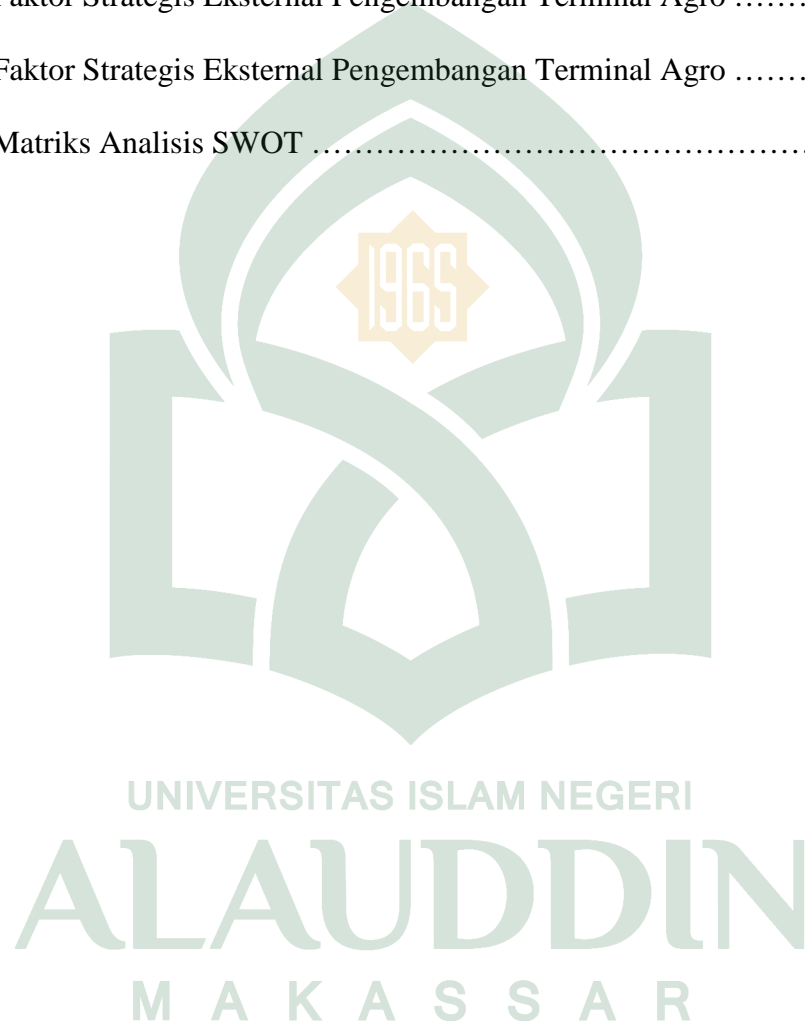 Faktor Strategis Eksternal Pengembangan Terminal Agro ……..
Faktor Strategis Eksternal Pengembangan Terminal Agro ……..
Matriks Analisis SWOT ………………………………………..
1965
UNIVERSITAS ISLAM NEGERI
ALAUDDIN
MAKASSAR